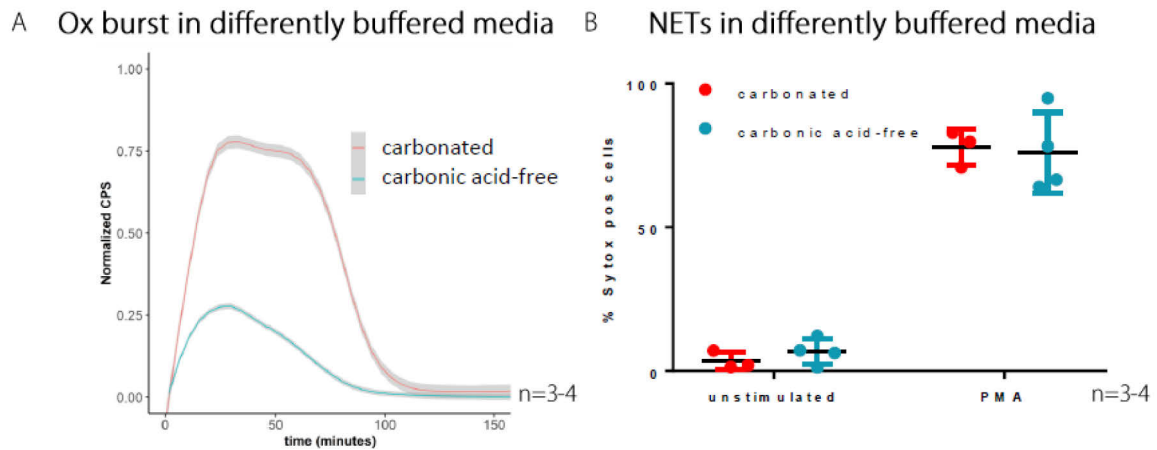 A Ox burst in differently buffered media
1.00
0.75
0.50
0.25
0.00
Normalized CPS
carbonated
carbonic acid-free
0 50 100 150
time (minutes)
n=3-4
B NETs in differently buffered media
100
50
0
% Sytox pos cells
carbonated
carbonic acid-free
unstimulated PMA
n=3-4